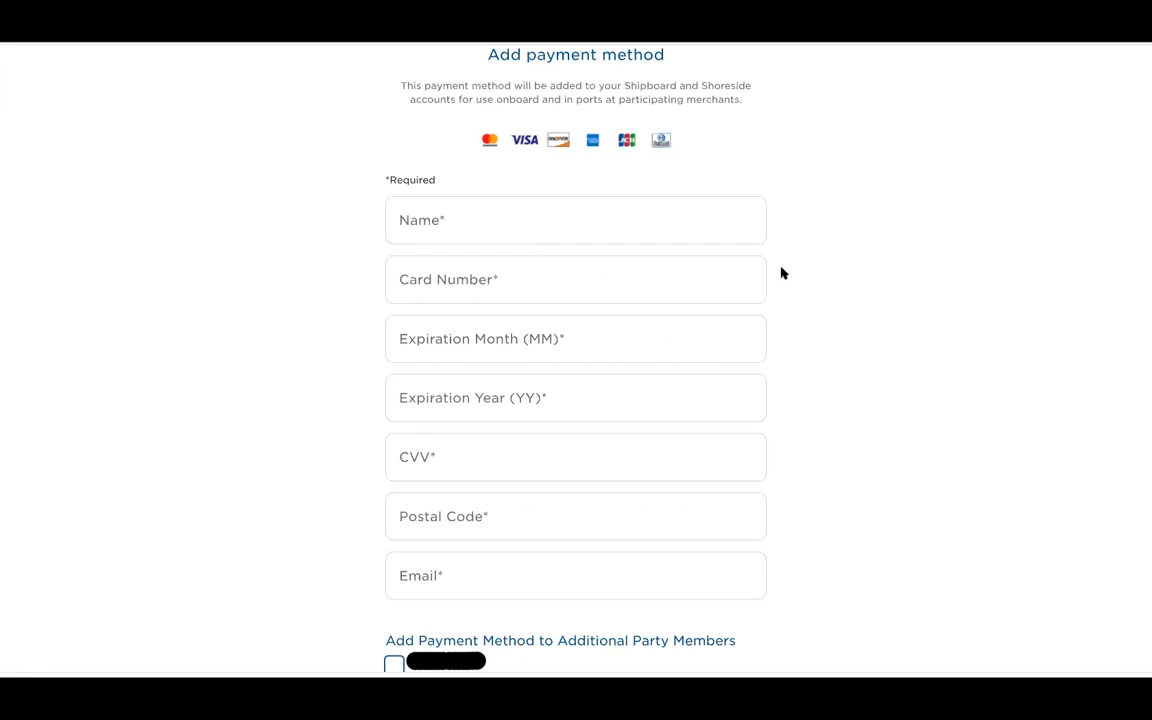 Add payment method
This payment method will be added to your Shipboard and Shoreside
accounts for use onboard and in ports at participating merchants.
VISA DISCOVER
*Required
Name*
Card Number*
Expiration Month (MM)*
Expiration Year (YY)*
CVV*
Postal Code*
Email*
Add Payment Method to Additional Party Members